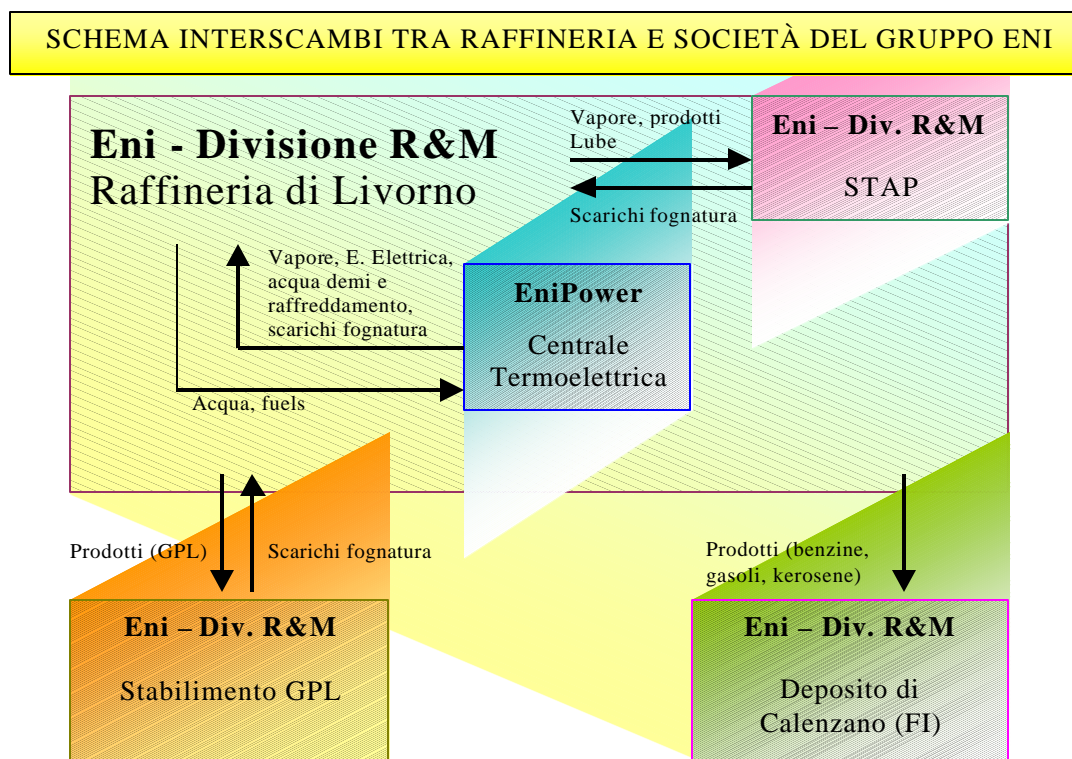 SCHEMA INTERSCAMBI TRA RAFFINERIA E SOCIETÀ DEL GRUPPO ENI
Eni - Divisione R&M
Raffineria di Livorno
Vapore, prodotti
Lube
Scarichi fognatura
Eni – Div. R&M
STAP
Vapore, E. Elettrica,
acqua demi e
raffreddamento,
scarichi fognatura
Acqua, fuels
EniPower
Centrale
Termoelettrica
Prodotti (GPL)
Scarichi fognatura
Prodotti (benzine,
gasoli, kerosene)
Eni – Div. R&M
Stabilimento GPL
Eni – Div. R&M
Deposito di
Calenzano (FI)